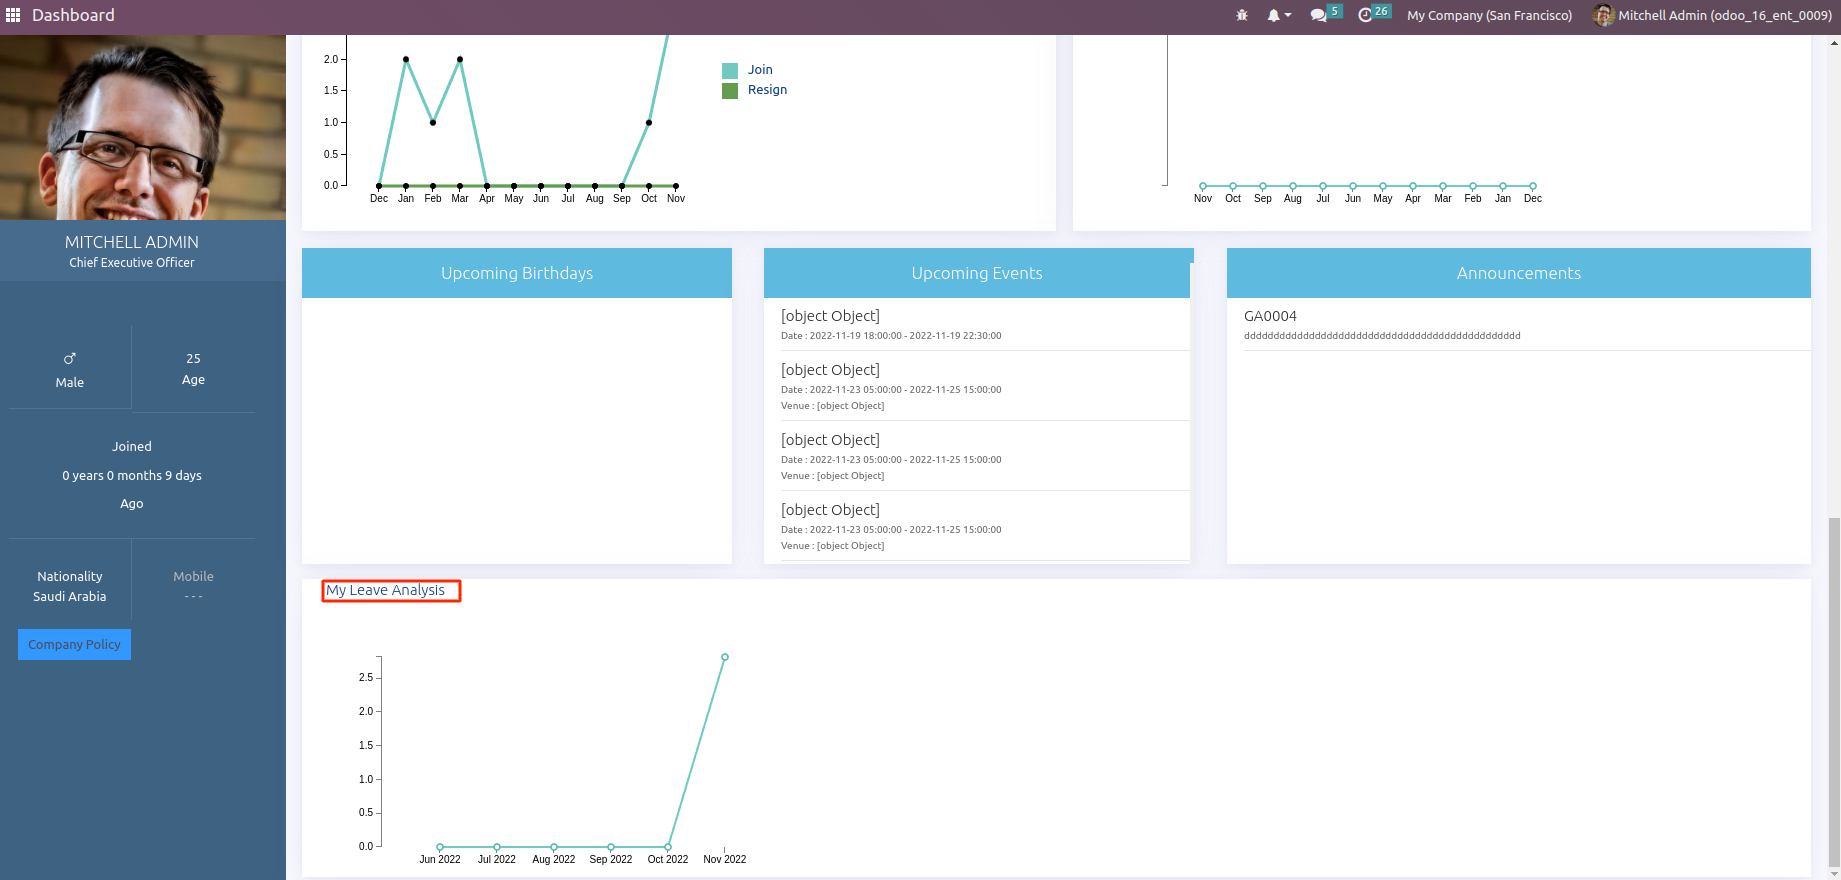 Dashboard
5
26
My Company (San Francisco)
Mitchell Admin (odoo_16_ent_0009)
MITCHELL ADMIN
Chief Executive Officer
Male
25
Age
Joined
0 years 0 months 9 days
Ago
Nationality
Saudi Arabia
Mobile
---
Company Policy
2.0
1.5
1.0
0.5
0.0
Dec Jan Feb Mar Apr May Jun Jul Aug Sep Oct Nov
Join
Resign
Nov Oct Sep Aug Jul Jun May Apr Mar Feb Jan Dec
Upcoming Birthdays
Upcoming Events
[object Object]
Date : 2022-11-19 18:00:00 - 2022-11-19 22:30:00
[object Object]
Date : 2022-11-23 05:00:00 - 2022-11-25 15:00:00
Venue : [object Object]
[object Object]
Date : 2022-11-23 05:00:00 - 2022-11-25 15:00:00
Venue : [object Object]
[object Object]
Date : 2022-11-23 05:00:00 - 2022-11-25 15:00:00
Venue : [object Object]
Announcements
GA0004
dddddddddddddddddddddddddddddddddddddddddddddddd
My Leave Analysis
2.5
2.0
1.5
1.0
0.5
0.0
Jun 2022 Jul 2022 Aug 2022 Sep 2022 Oct 2022 Nov 2022